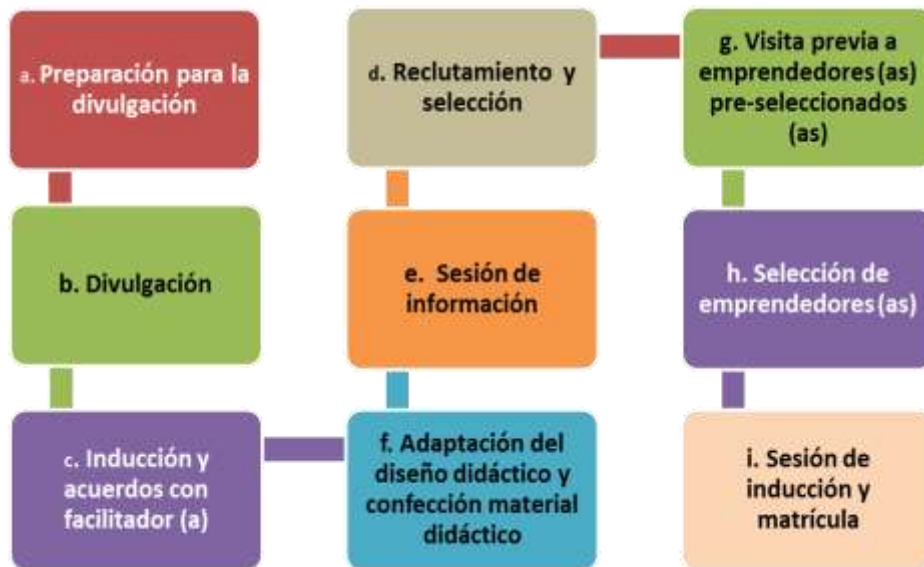 a. Preparación para la
divulgación
b. Divulgación
c. Inducción y
acuerdos con
facilitador (a)
d. Reclutamiento y
selección
e. Sesión de
información
f. Adaptación del
diseño didáctico y
confección material
didáctico
g. Visita previa a
emprendedores (as)
pre-seleccionados
(as)
h. Selección de
emprendedores (as)
i. Sesión de
inducción y
matrícula